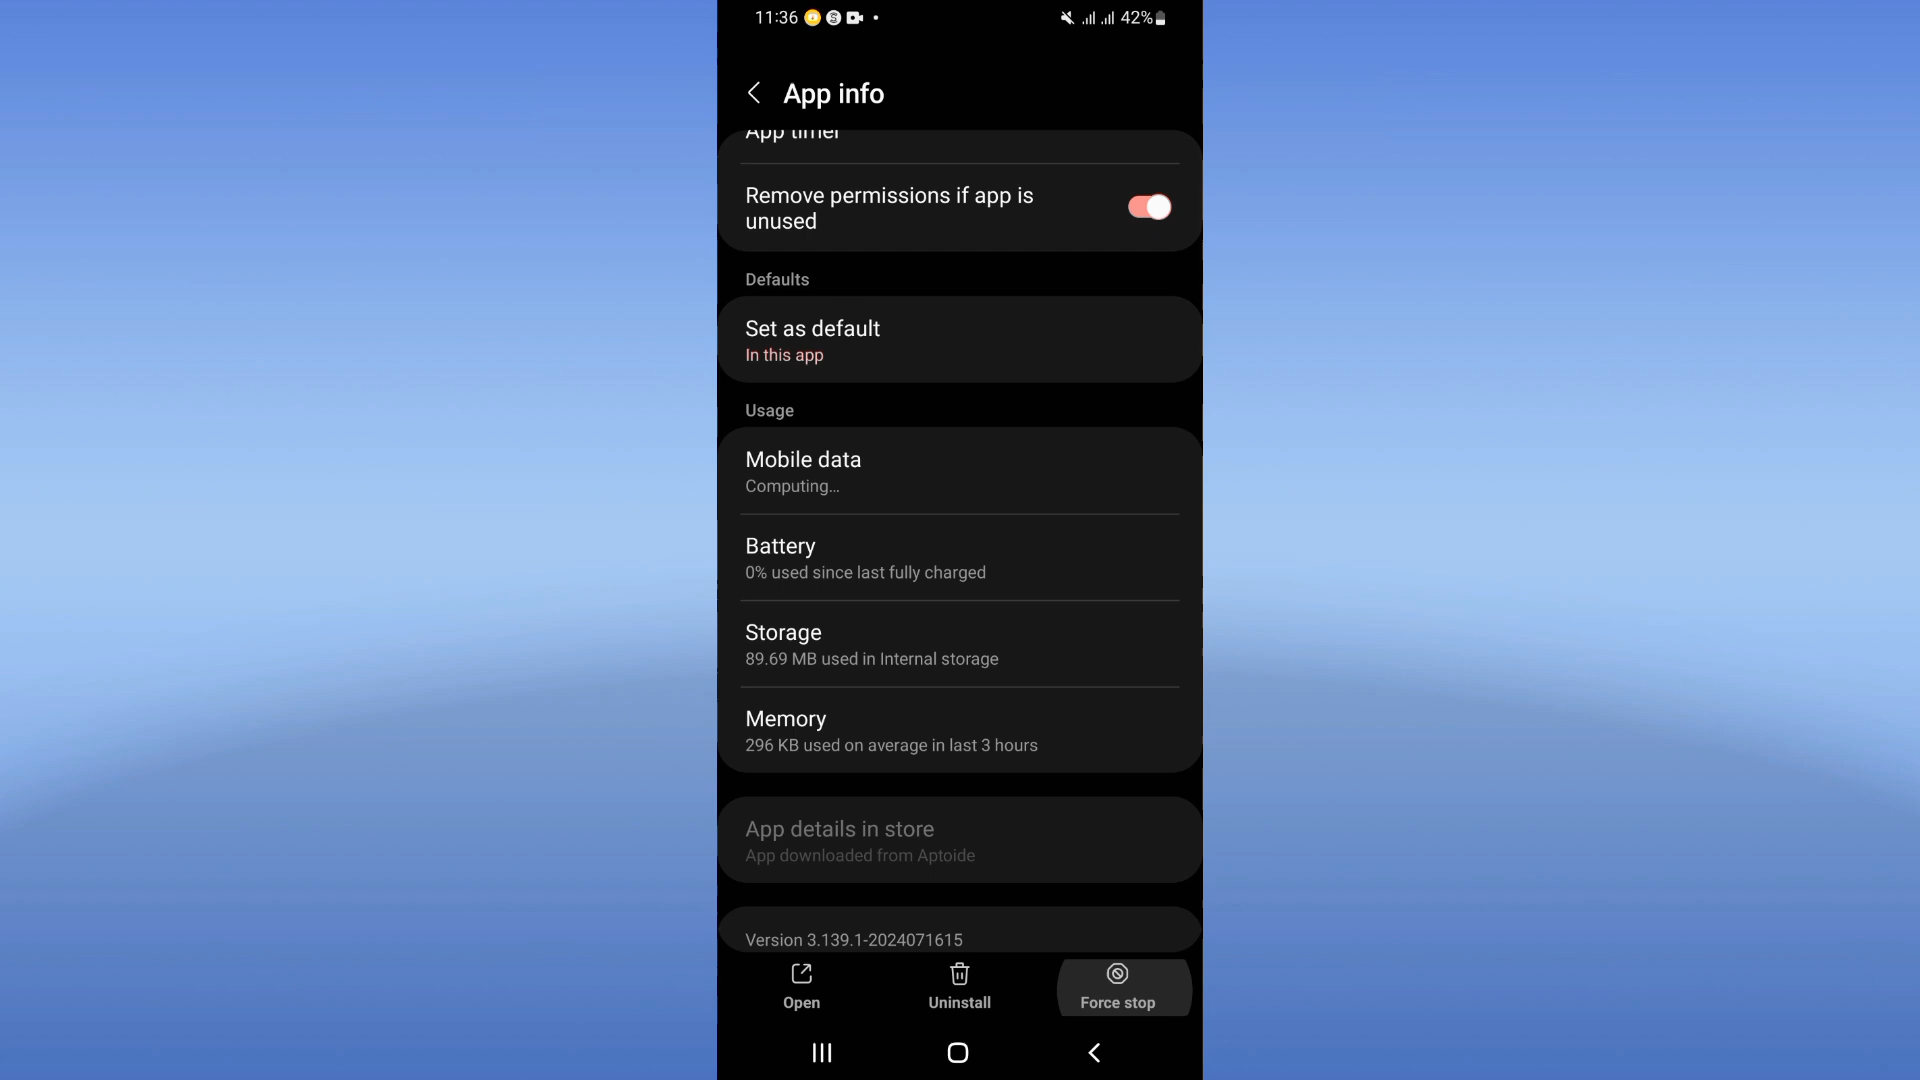 11:36
42%
App info
App timer
Remove permissions if app is
unused
Defaults
Set as default
In this app
Usage
Mobile data
Computing...
Battery
0% used since last fully charged
Storage
89.69 MB used in Internal storage
Memory
296 KB used on average in last 3 hours
App details in store
App downloaded from Aptoide
Version 3.139.1-2024071615
Open
Uninstall
Force stop